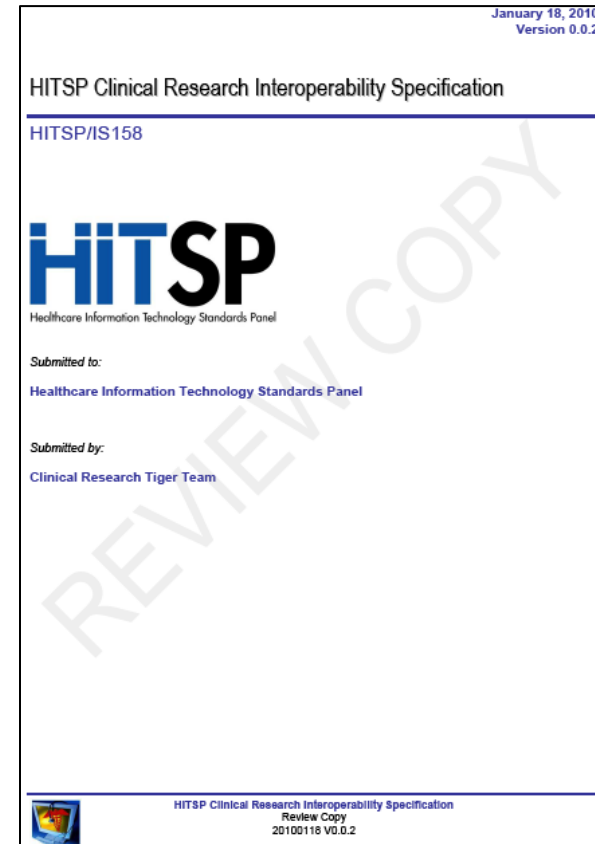 January 18, 2010
Version 0.0.2
HITSP Clinical Research Interoperability Specification
HITSP/IS158
HITSP
Healthcare Information Technology Standards Panel
Submitted to:
Healthcare Information Technology Standards Panel
Submitted by:
Clinical Research Tiger Team
REVIEW COPY
HITSP Clinical Research Interoperability Specification
Review Copy
20100118 V0.0.2